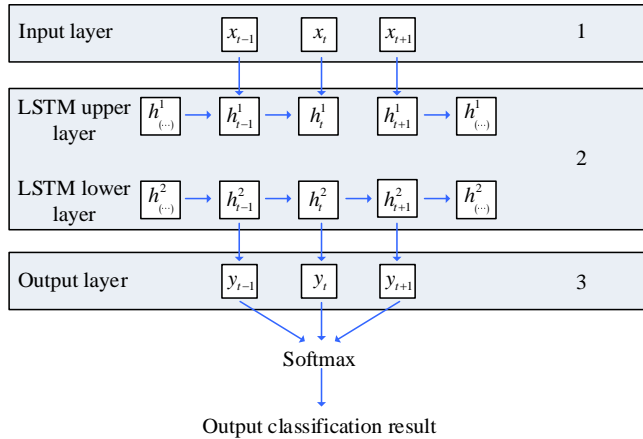 Input layer x_{t-1} x_t x_{t+1} 1
LSTM upper layer h^1_{(...)} h^1_{t-1} h^1_t h^1_{t+1} h^1_{(...)}
2
LSTM lower layer h^2_{(...)} h^2_{t-1} h^2_t h^2_{t+1} h^2_{(...)}
Output layer y_{t-1} y_t y_{t+1} 3
Softmax
Output classification result